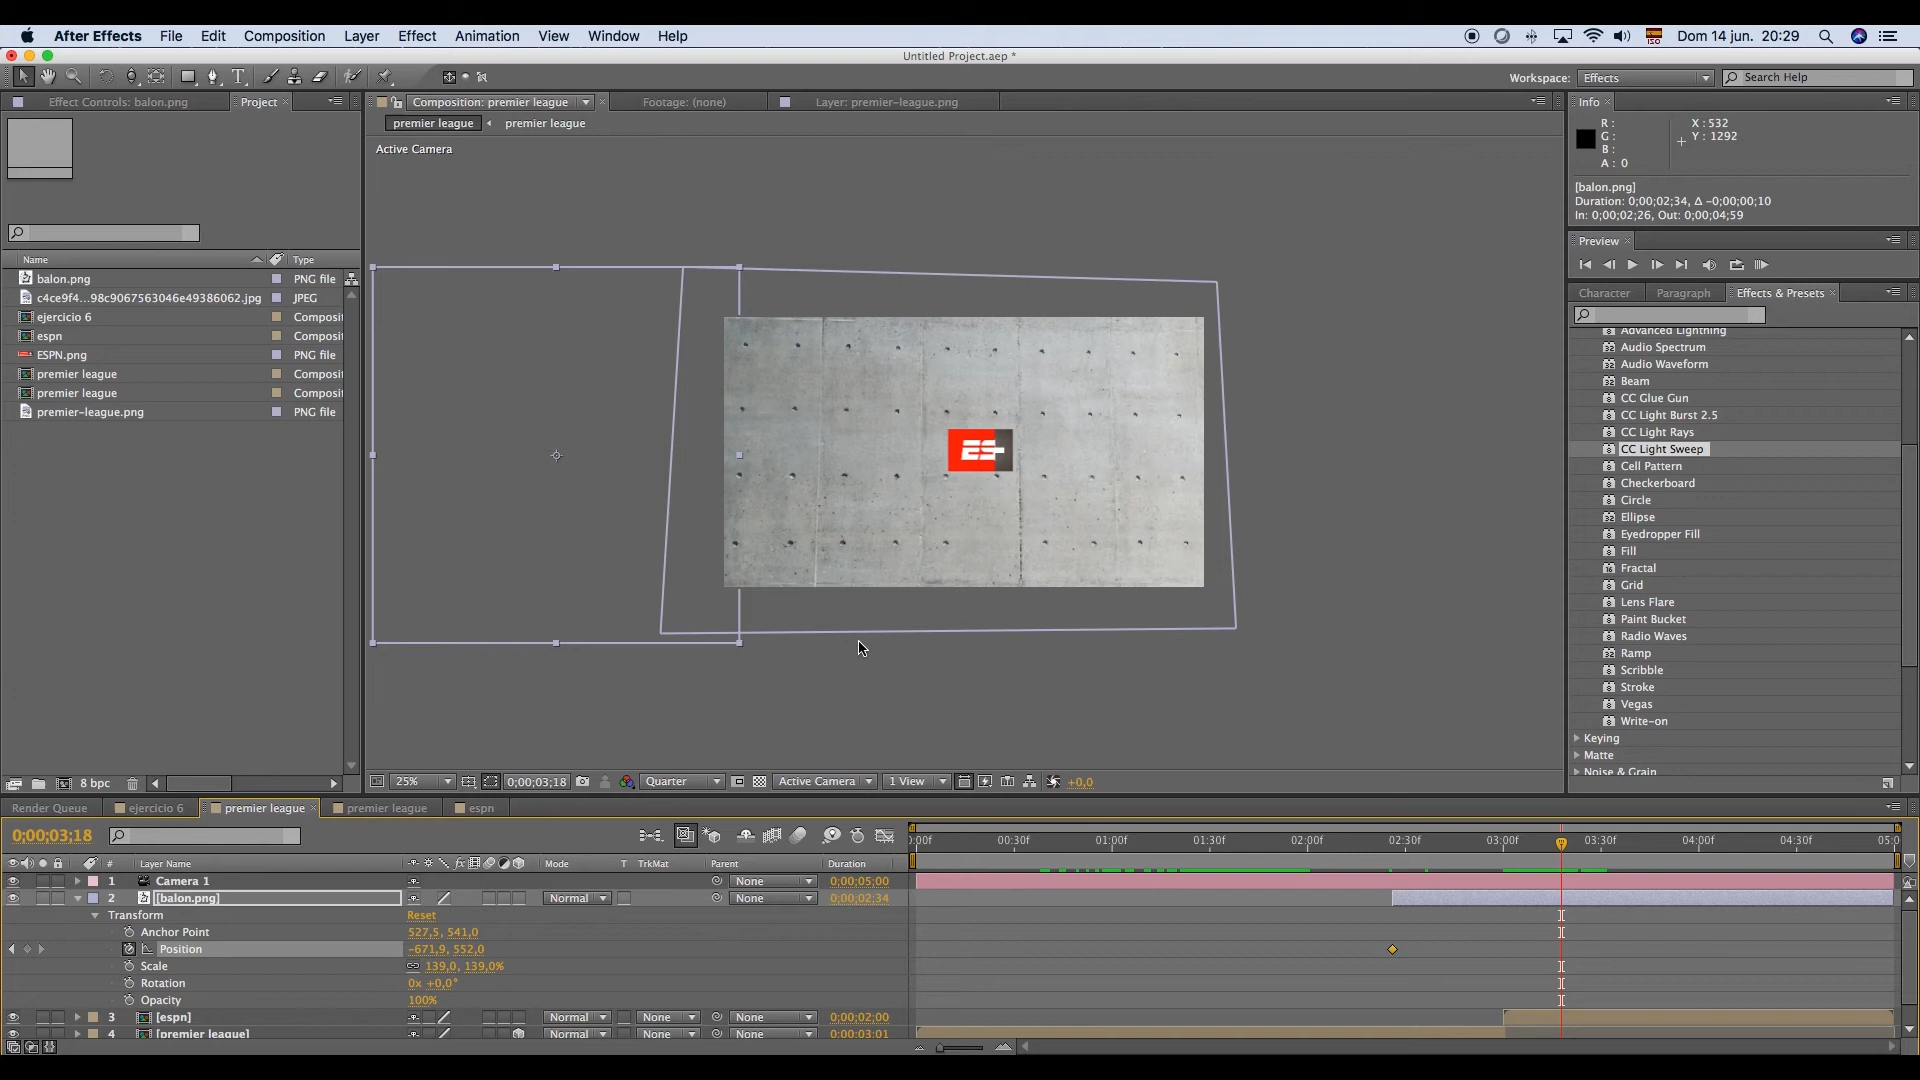 After Effects File Edit Composition Layer Effect Animation View Window Help
ISO Dom 14 jun. 20:29
Untitled Project.aep *
Workspace: Effects
Search Help
Effect Controls: balon.png
Project
Composition: premier league
Footage: (none)
Layer: premier-league.png
premier league
premier league
Active Camera
Name Type
balon.png PNG file
c4ce9f4...98c9067563046e49386062.jpg JPEG
ejercicio 6 Composit
espn Composit
ESPN.png PNG file
premier league Composit
premier league Composit
premier-league.png PNG file
8 bpc
ES
25% 0;00;03;18 Quarter Active Camera 1 View +0,0
Info
R : X : 532
G : Y : 1292
B :
A : 0
[balon.png]
Duration: 0;00;02;34, Δ -0;00;00;10
In: 0;00;02;26, Out: 0;00;04;59
Preview
Character Paragraph Effects & Presets
Advanced Lightning
Audio Spectrum
Audio Waveform
Beam
CC Glue Gun
CC Light Burst 2.5
CC Light Rays
CC Light Sweep
Cell Pattern
Checkerboard
Circle
Ellipse
Eyedropper Fill
Fill
Fractal
Grid
Lens Flare
Paint Bucket
Radio Waves
Ramp
Scribble
Stroke
Vegas
Write-on
Keying
Matte
Noise & Grain
Render Queue ejercicio 6 premier league premier league espn
0;00;03;18
:00f 00:30f 01:00f 01:30f 02:00f 02:30f 03:00f 03:30f 04:00f 04:30f 05:0
# Layer Name fx Mode T TrkMat Parent Duration
1 Camera 1 None 0;00;05;00
2 [balon.png] Normal None 0;00;02;34
Transform Reset
Anchor Point 527,5, 541,0
Position -671,9, 552,0
Scale 139,0, 139,0%
Rotation 0x +0,0°
Opacity 100%
3 [espn] Normal None None 0;00;02;00
4 [premier league] Normal None None 0;00;03;01